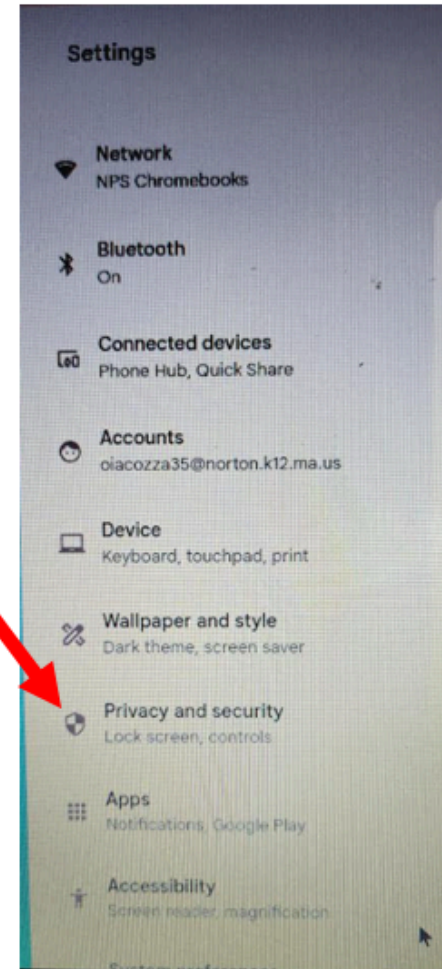 Settings
Network
NPS Chromebooks
Bluetooth
On
Connected devices
Phone Hub, Quick Share
Accounts
oiacozza35@norton.k12.ma.us
Device
Keyboard, touchpad, print
Wallpaper and style
Dark theme, screen saver
Privacy and security
Lock screen, controls
Apps
Notifications, Google Play
Accessibility
Screen reader, magnification
System preferences